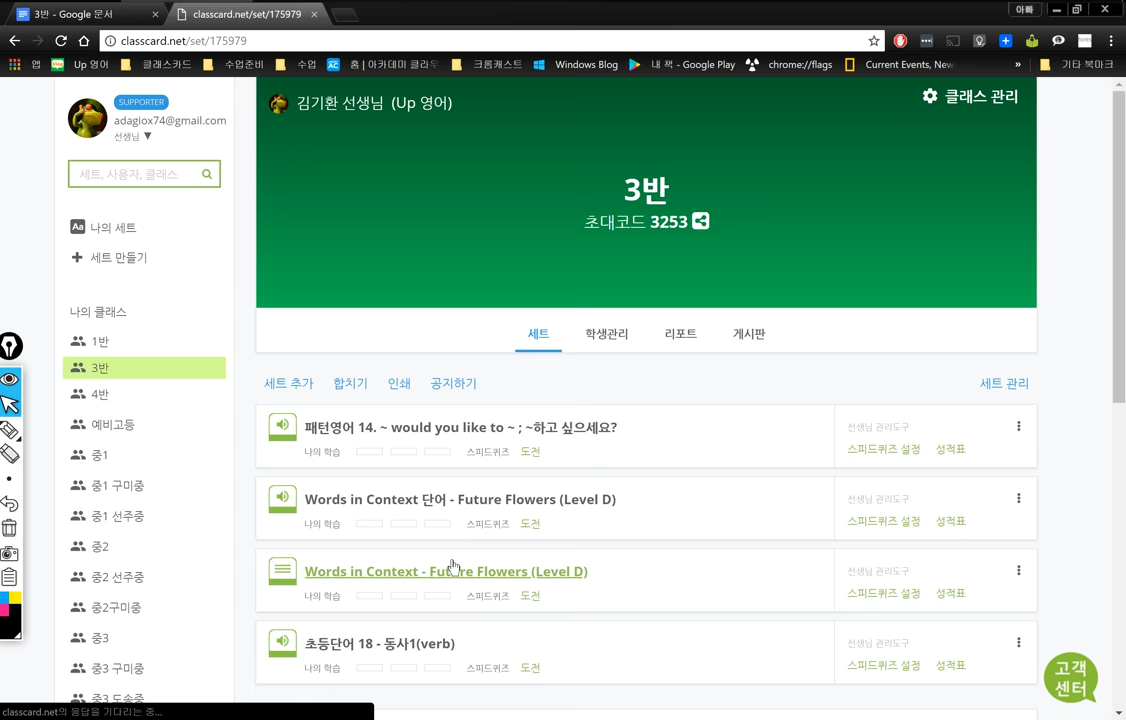 3반 - Google 문서
classcard.net/set/175979
아빠
classcard.net/set/175979
앱
Up 영어
클래스카드
수업준비
수업
홈 | 아카데미 클라우
크롬캐스트
Windows Blog
내 책 - Google Play
chrome://flags
Current Events, New
»
기타 북마크
SUPPORTER
adagiox74@gmail.com
선생님 ▼
세트, 사용자, 클래스
Aa 나의 세트
세트 만들기
나의 클래스
1반
3반
4반
예비고등
중1
중1 구미중
중1 선주중
중2
중2 선주중
중2구미중
중3
중3 구미중
중3 도송중
김기환 선생님 (Up 영어)
클래스 관리
3반
초대코드 3253
세트 학생관리 리포트 게시판
세트 추가 합치기 인쇄 공지하기 세트 관리
패턴영어 14. ~ would you like to ~ ; ~하고 싶으세요?
나의 학습 스피드퀴즈 도전
선생님 관리도구
스피드퀴즈 설정 성적표
Words in Context 단어 - Future Flowers (Level D)
나의 학습 스피드퀴즈 도전
선생님 관리도구
스피드퀴즈 설정 성적표
Words in Context - Future Flowers (Level D)
나의 학습 스피드퀴즈 도전
선생님 관리도구
스피드퀴즈 설정 성적표
초등단어 18 - 동사1(verb)
나의 학습 스피드퀴즈 도전
선생님 관리도구
스피드퀴즈 설정 성적표
고객
센터
classcard.net의 응답을 기다리는 중...